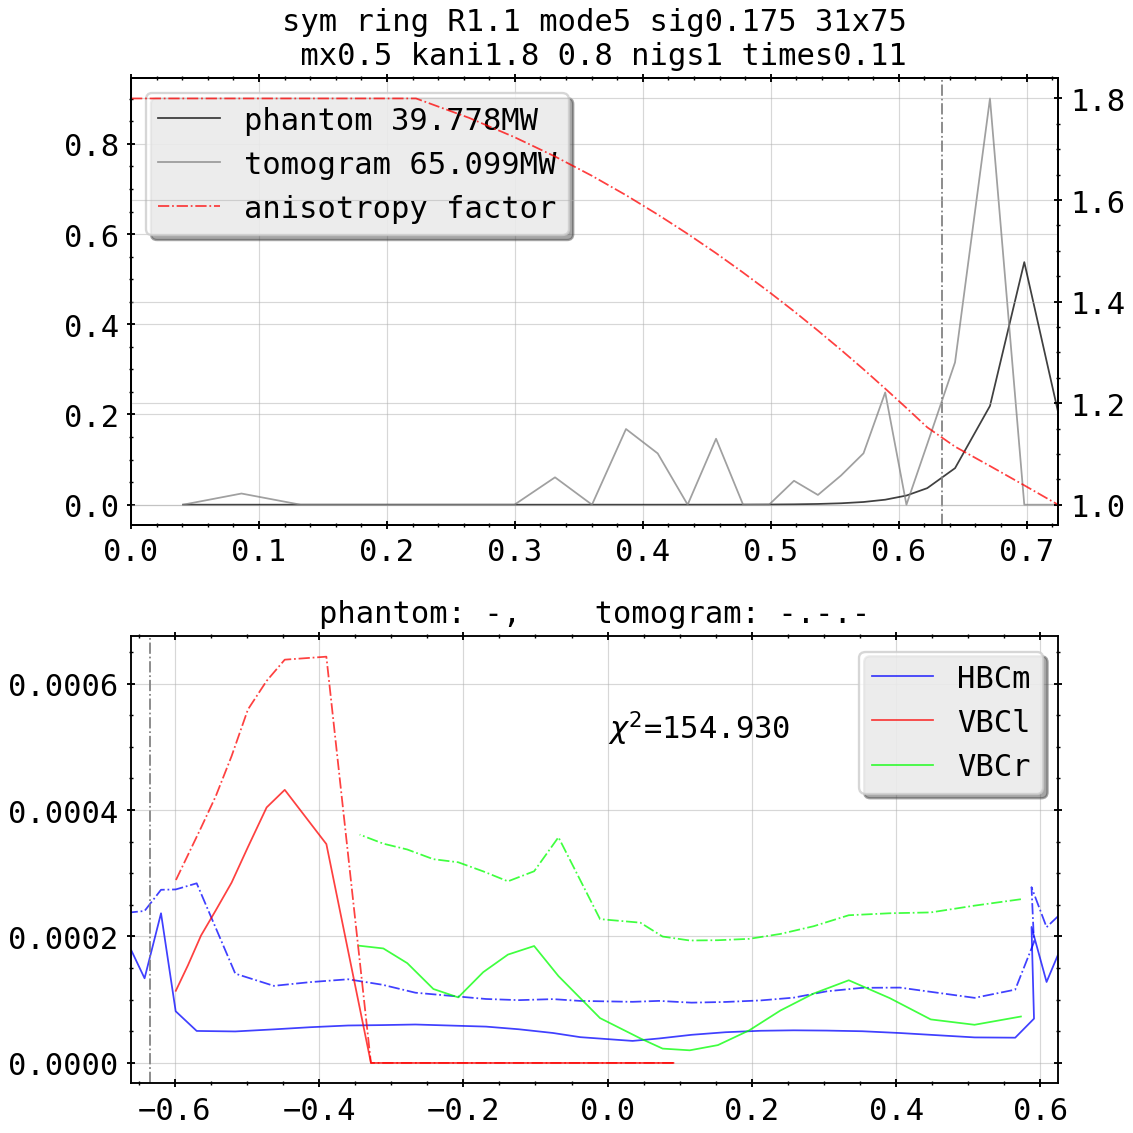 sym ring R1.1 mode5 sig0.175 31x75
mx0.5 kani1.8 0.8 nigs1 times0.11
phantom 39.778MW
tomogram 65.099MW
anisotropy factor
0.8
0.6
0.4
0.2
0.0
1.8
1.6
1.4
1.2
1.0
0.0 0.1 0.2 0.3 0.4 0.5 0.6 0.7
phantom: -, tomogram: -.-.-
HBCm
VBCl
VBCr
χ²=154.930
0.0006
0.0004
0.0002
0.0000
−0.6 −0.4 −0.2 0.0 0.2 0.4 0.6